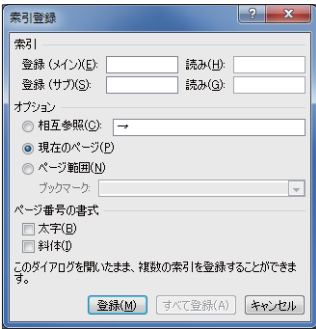 索引登録
索引
登録 (メイン)(E): 読み(H):
登録 (サブ)(S): 読み(G):
オプション
相互参照(C): →
現在のページ(P)
ページ範囲(N)
ブックマーク:
ページ番号の書式
太字(B)
斜体(I)
このダイアログを開いたまま、複数の索引を登録することができま
す。
登録(M) すべて登録(A) キャンセル